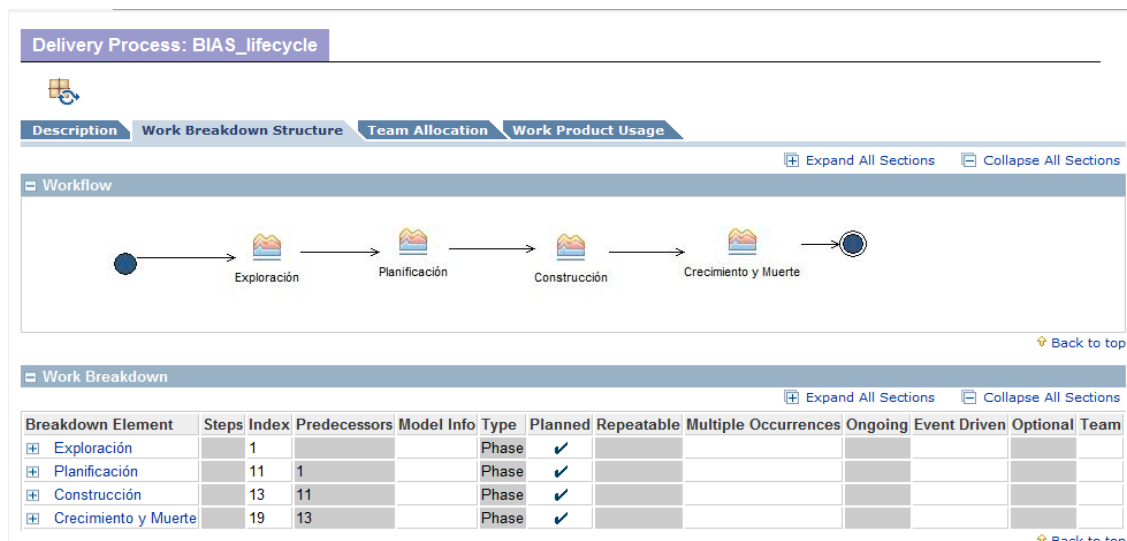 Delivery Process: BIAS_lifecycle
Description Work Breakdown Structure Team Allocation Work Product Usage
Expand All Sections Collapse All Sections
Workflow
Exploración Planificación Construcción Crecimiento y Muerte
Back to top
Work Breakdown
Expand All Sections Collapse All Sections
Breakdown Element Steps Index Predecessors Model Info Type Planned Repeatable Multiple Occurrences Ongoing Event Driven Optional Team
Exploración 1 Phase
Planificación 11 1 Phase
Construcción 13 11 Phase
Crecimiento y Muerte 19 13 Phase
Back to top